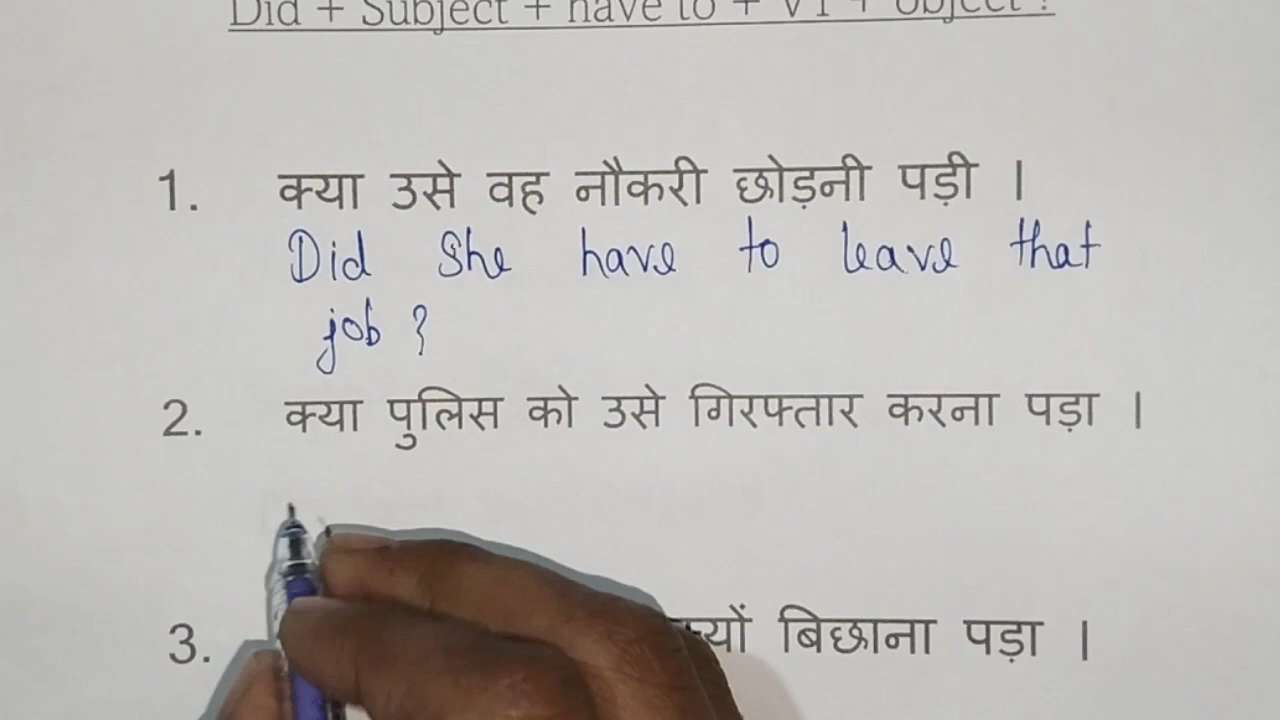 Did + Subject + have to + V1 + object ?
1. क्या उसे वह नौकरी छोड़नी पड़ी ।
Did She have to leave that
job ?
2. क्या पुलिस को उसे गिरफ्तार करना पड़ा ।
3. क्यों बिछाना पड़ा ।